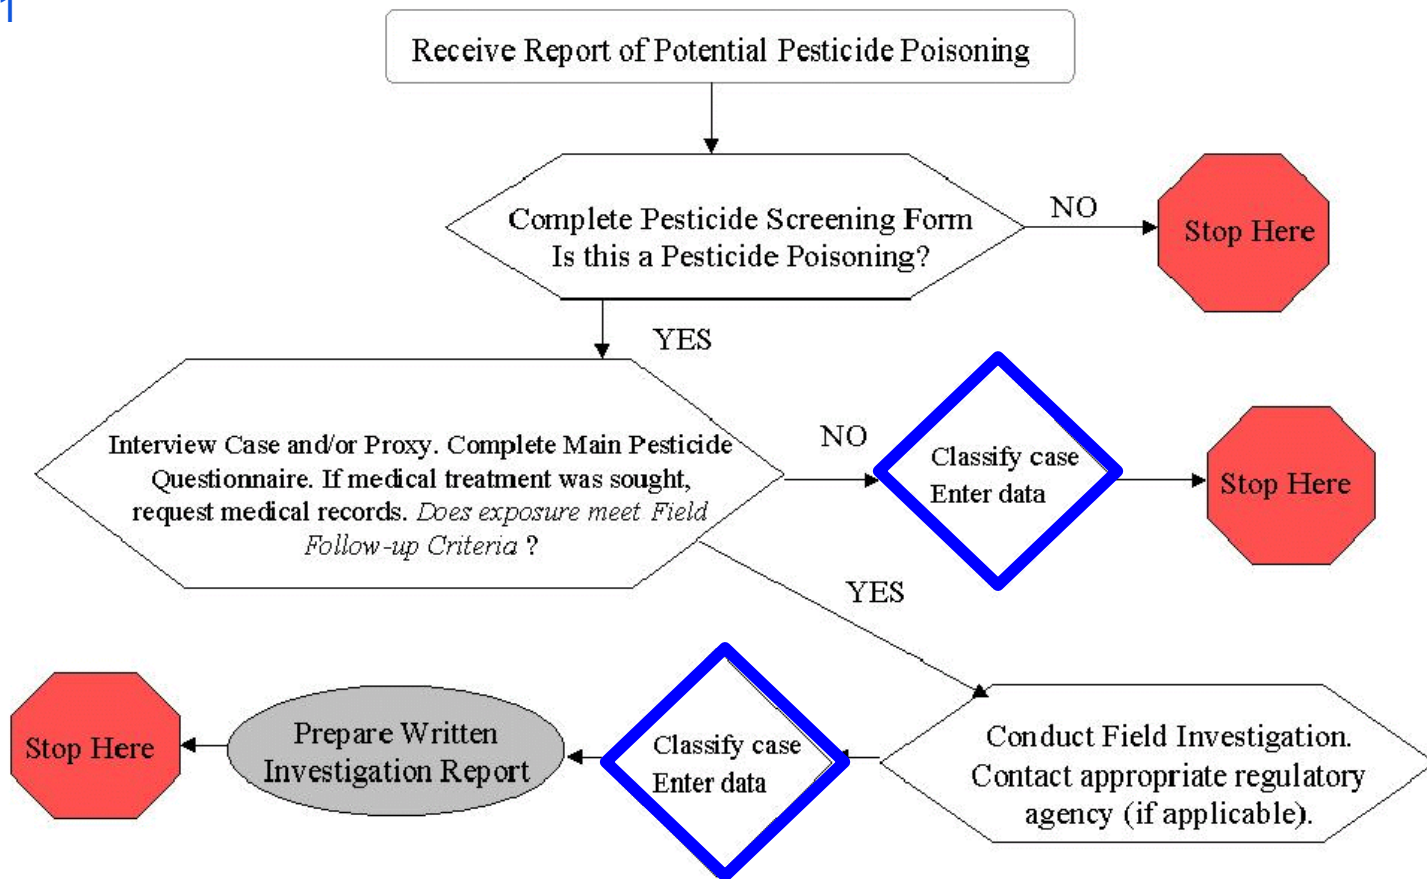 1
Receive Report of Potential Pesticide Poisoning
Complete Pesticide Screening Form
Is this a Pesticide Poisoning?
NO
Stop Here
YES
Interview Case and/or Proxy. Complete Main Pesticide
Questionnaire. If medical treatment was sought,
request medical records. Does exposure meet Field
Follow-up Criteria ?
NO
Classify case
Enter data
Stop Here
YES
Conduct Field Investigation.
Contact appropriate regulatory
agency (if applicable).
Classify case
Enter data
Prepare Written
Investigation Report
Stop Here